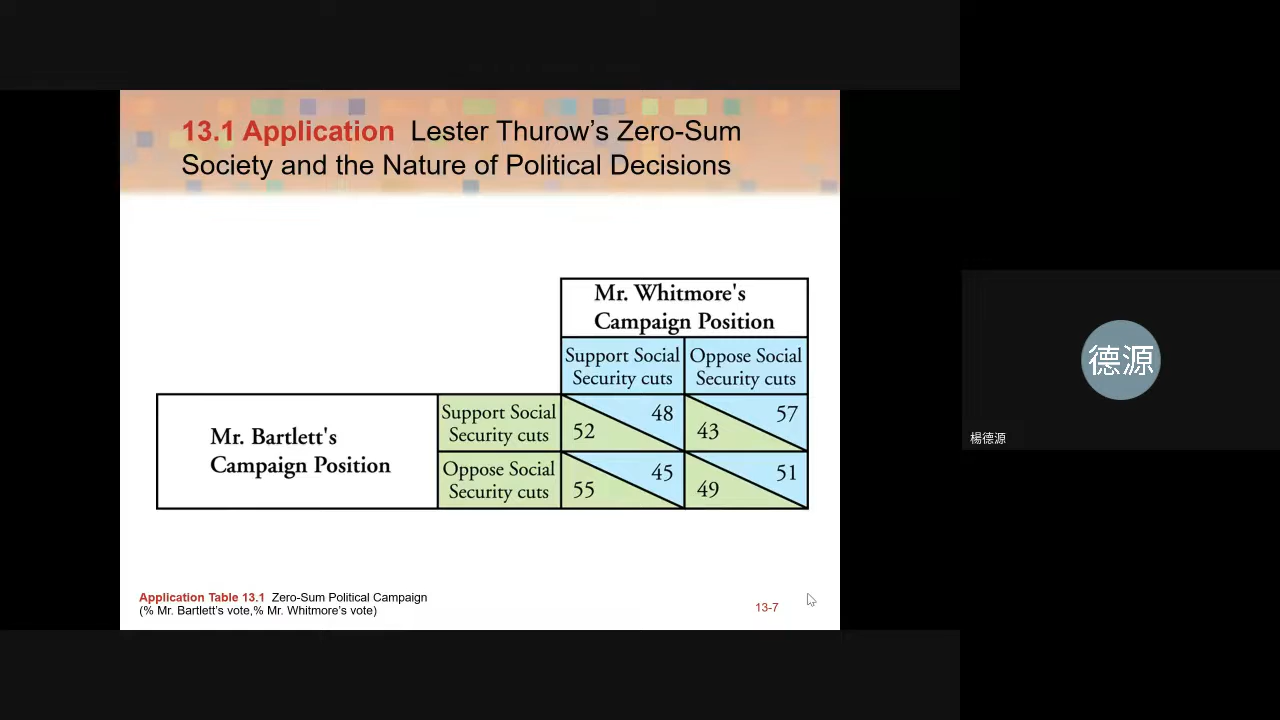 13.1 Application Lester Thurow's Zero-Sum
Society and the Nature of Political Decisions
Mr. Whitmore's
Campaign Position
Support Social
Security cuts
Oppose Social
Security cuts
Mr. Bartlett's
Campaign Position
Support Social
Security cuts
48
52
57
43
Oppose Social
Security cuts
45
55
51
49
Application Table 13.1 Zero-Sum Political Campaign
(% Mr. Bartlett's vote,% Mr. Whitmore's vote)
13-7
德源
楊德源